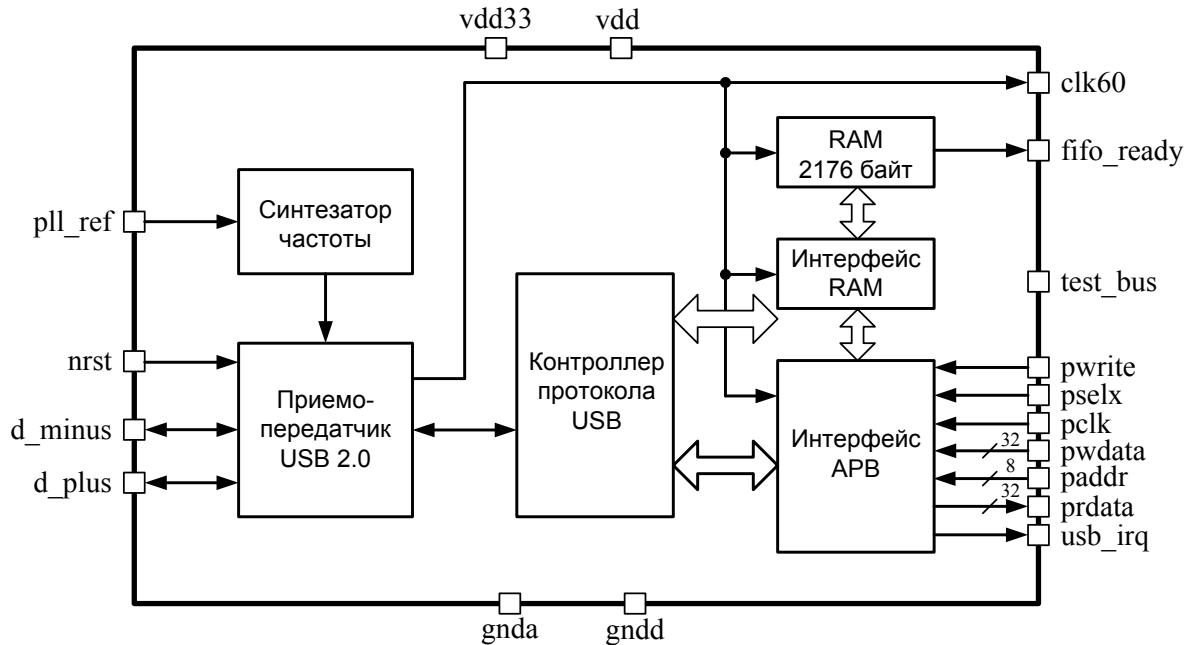 vdd33
vdd
clk60
RAM
2176 байт
fifo_ready
Синтезатор
частоты
pll_ref
Интерфейс
RAM
test_bus
nrst
Приемо-
передатчик
USB 2.0
d_minus
d_plus
Контроллер
протокола
USB
Интерфейс
APB
pwrite
pselx
pclk
32
pwdata
8
paddr
32
prdata
usb_irq
gnda
gndd